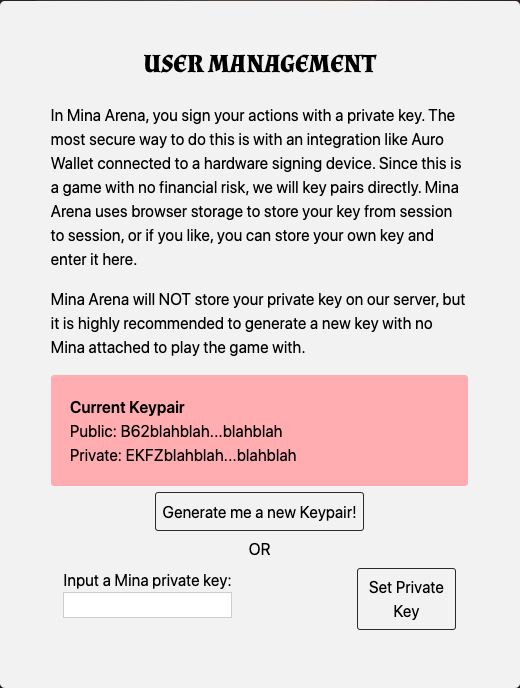 USER MANAGEMENT
In Mina Arena, you sign your actions with a private key. The
most secure way to do this is with an integration like Auro
Wallet connected to a hardware signing device. Since this is
a game with no financial risk, we will key pairs directly. Mina
Arena uses browser storage to store your key from session
to session, or if you like, you can store your own key and
enter it here.
Mina Arena will NOT store your private key on our server, but
it is highly recommended to generate a new key with no
Mina attached to play the game with.
Current Keypair
Public: B62blahblah...blahblah
Private: EKFZblahblah...blahblah
Generate me a new Keypair!
OR
Input a Mina private key:
Set Private
Key